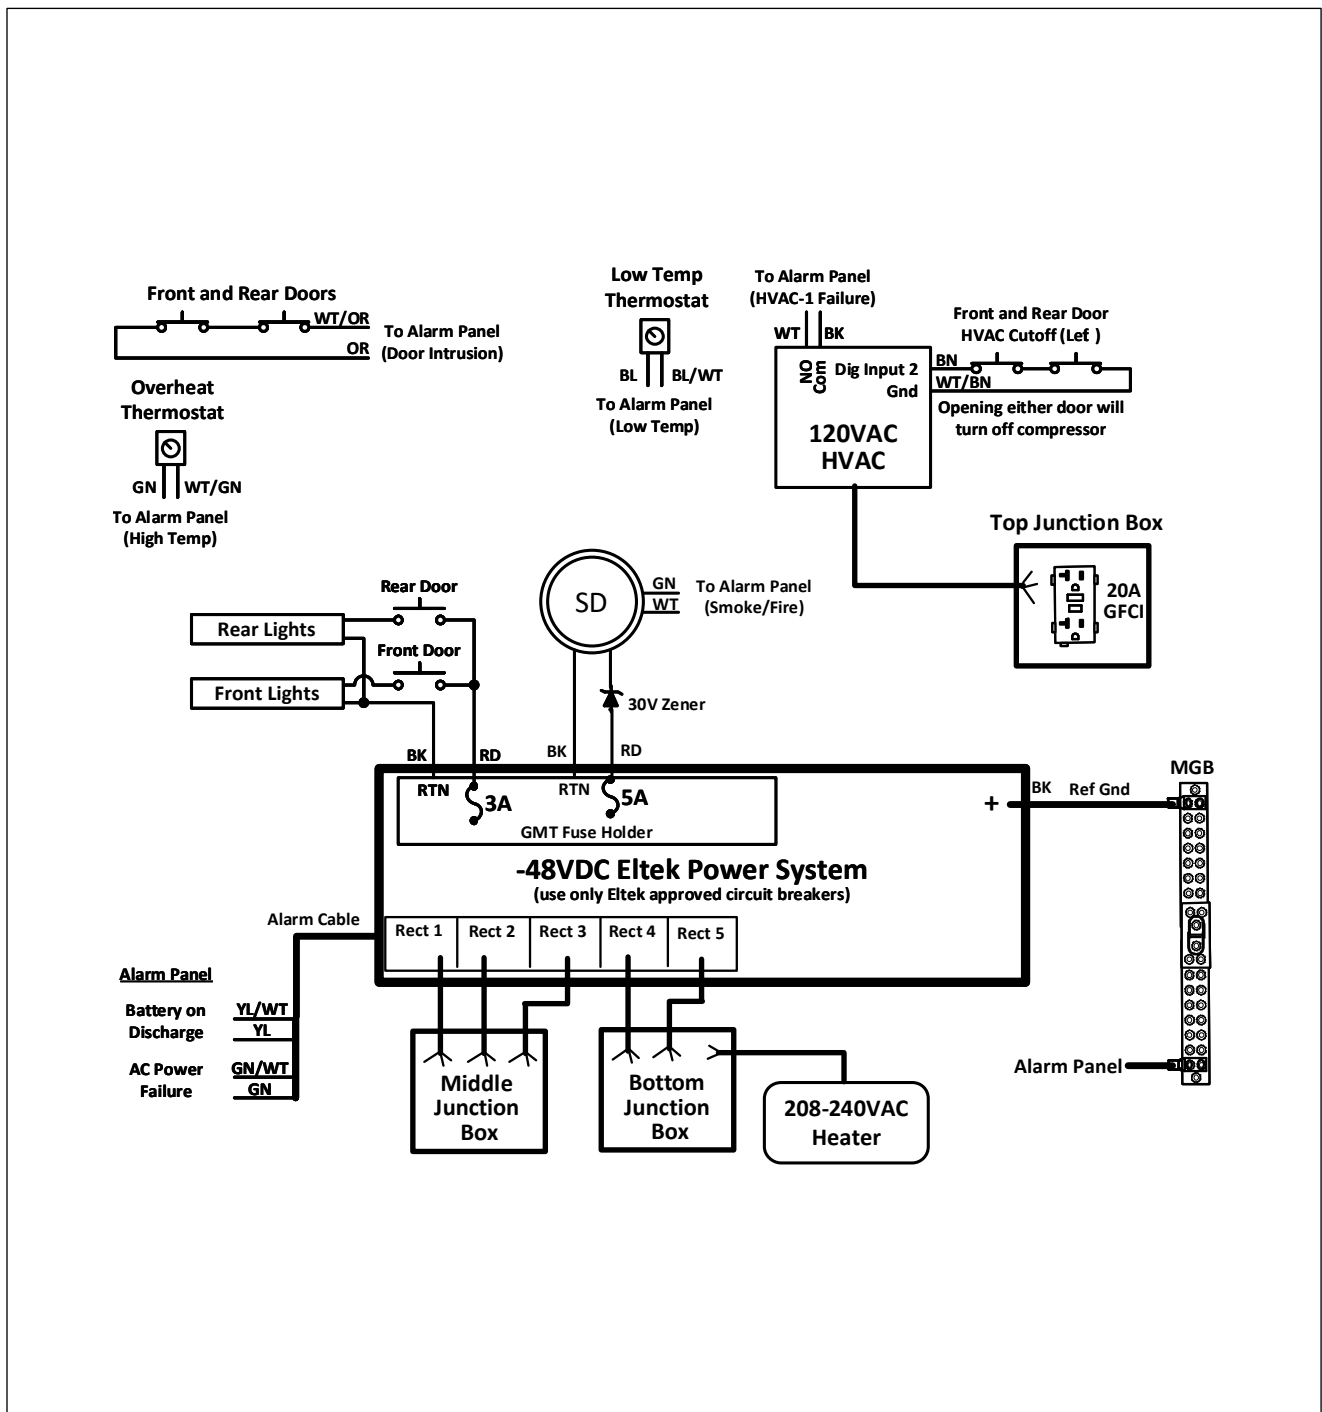 Front and Rear Doors
WT/OR
OR
To Alarm Panel
(Door Intrusion)
Overheat
Thermostat
GN
WT/GN
To Alarm Panel
(High Temp)
Low Temp
Thermostat
BL
BL/WT
To Alarm Panel
(Low Temp)
To Alarm Panel
(HVAC-1 Failure)
WT
BK
NO
Com
Dig Input 2
Gnd
120VAC
HVAC
BN
WT/BN
Front and Rear Door
HVAC Cutoff (Lef )
Opening either door will
turn off compressor
Top Junction Box
20A
GFCI
Rear Door
Rear Lights
Front Door
Front Lights
SD
GN
WT
To Alarm Panel
(Smoke/Fire)
30V Zener
BK
RD
BK
RD
RTN
3A
RTN
5A
GMT Fuse Holder
+
BK
Ref Gnd
MGB
-48VDC Eltek Power System
(use only Eltek approved circuit breakers)
Alarm Cable
Rect 1
Rect 2
Rect 3
Rect 4
Rect 5
Alarm Panel
Battery on
Discharge
YL/WT
YL
AC Power
Failure
GN/WT
GN
Middle
Junction
Box
Bottom
Junction
Box
208-240VAC
Heater
Alarm Panel